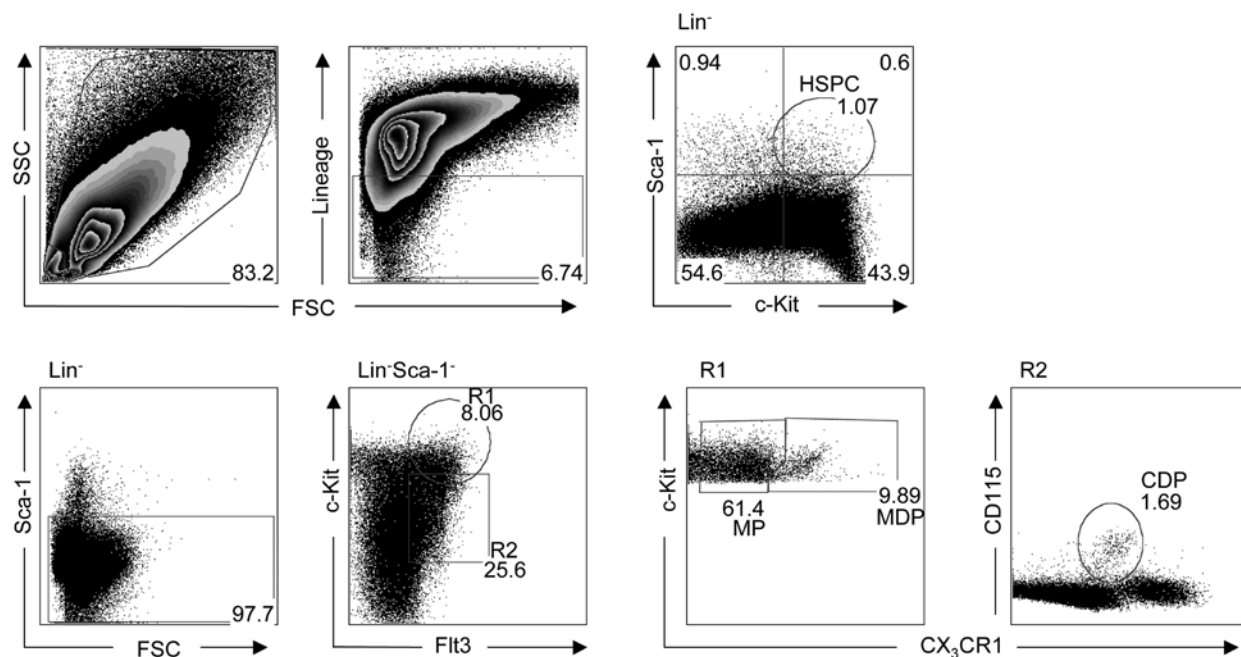 Lin⁻
SSC
83.2
Lineage
6.74
FSC
Sca-1
0.94
0.6
HSPC
1.07
54.6
43.9
c-Kit
Lin⁻
Sca-1
97.7
FSC
Lin⁻Sca-1⁻
c-Kit
R1
8.06
R2
25.6
Flt3
R1
c-Kit
61.4
MP
9.89
MDP
R2
CD115
CDP
1.69
CX₃CR1